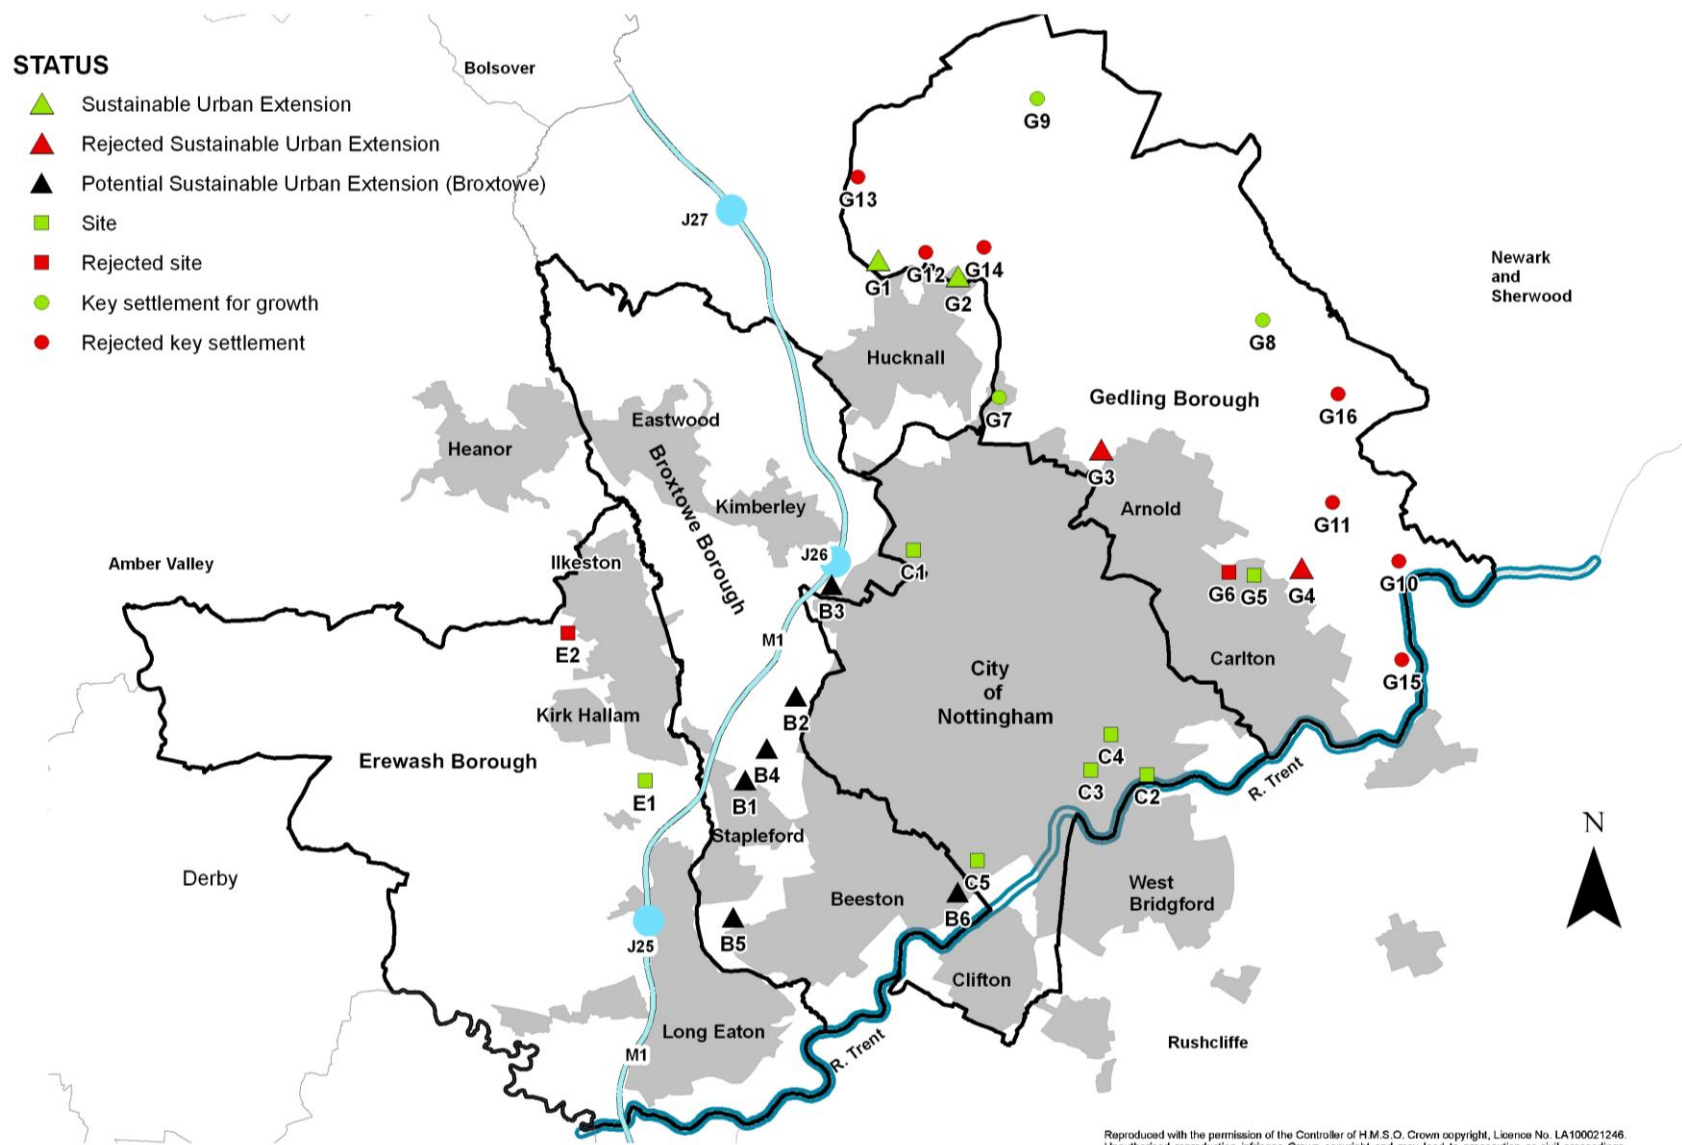 STATUS
Sustainable Urban Extension
Rejected Sustainable Urban Extension
Potential Sustainable Urban Extension (Broxtowe)
Site
Rejected site
Key settlement for growth
Rejected key settlement
Bolsover
J27
G9
G13
G12
G14
G1
G2
Newark
and
Sherwood
Hucknall
G8
Gedling Borough
G7
G16
Eastwood
Heanor
Broxtowe Borough
G3
Kimberley
Arnold
G11
J26
Amber Valley
Ilkeston
C1
G10
B3
G6
G5
G4
M1
E2
Carlton
City
of
Nottingham
G15
Kirk Hallam
B2
Erewash Borough
B4
C4
B1
E1
C3
C2
R. Trent
Stapleford
N
Derby
C5
Beeston
West
Bridgford
B6
B5
J25
Clifton
Long Eaton
R. Trent
Rushcliffe
M1
Reproduced with the permission of the Controller of H.M.S.O. Crown copyright, Licence No. LA100021246.